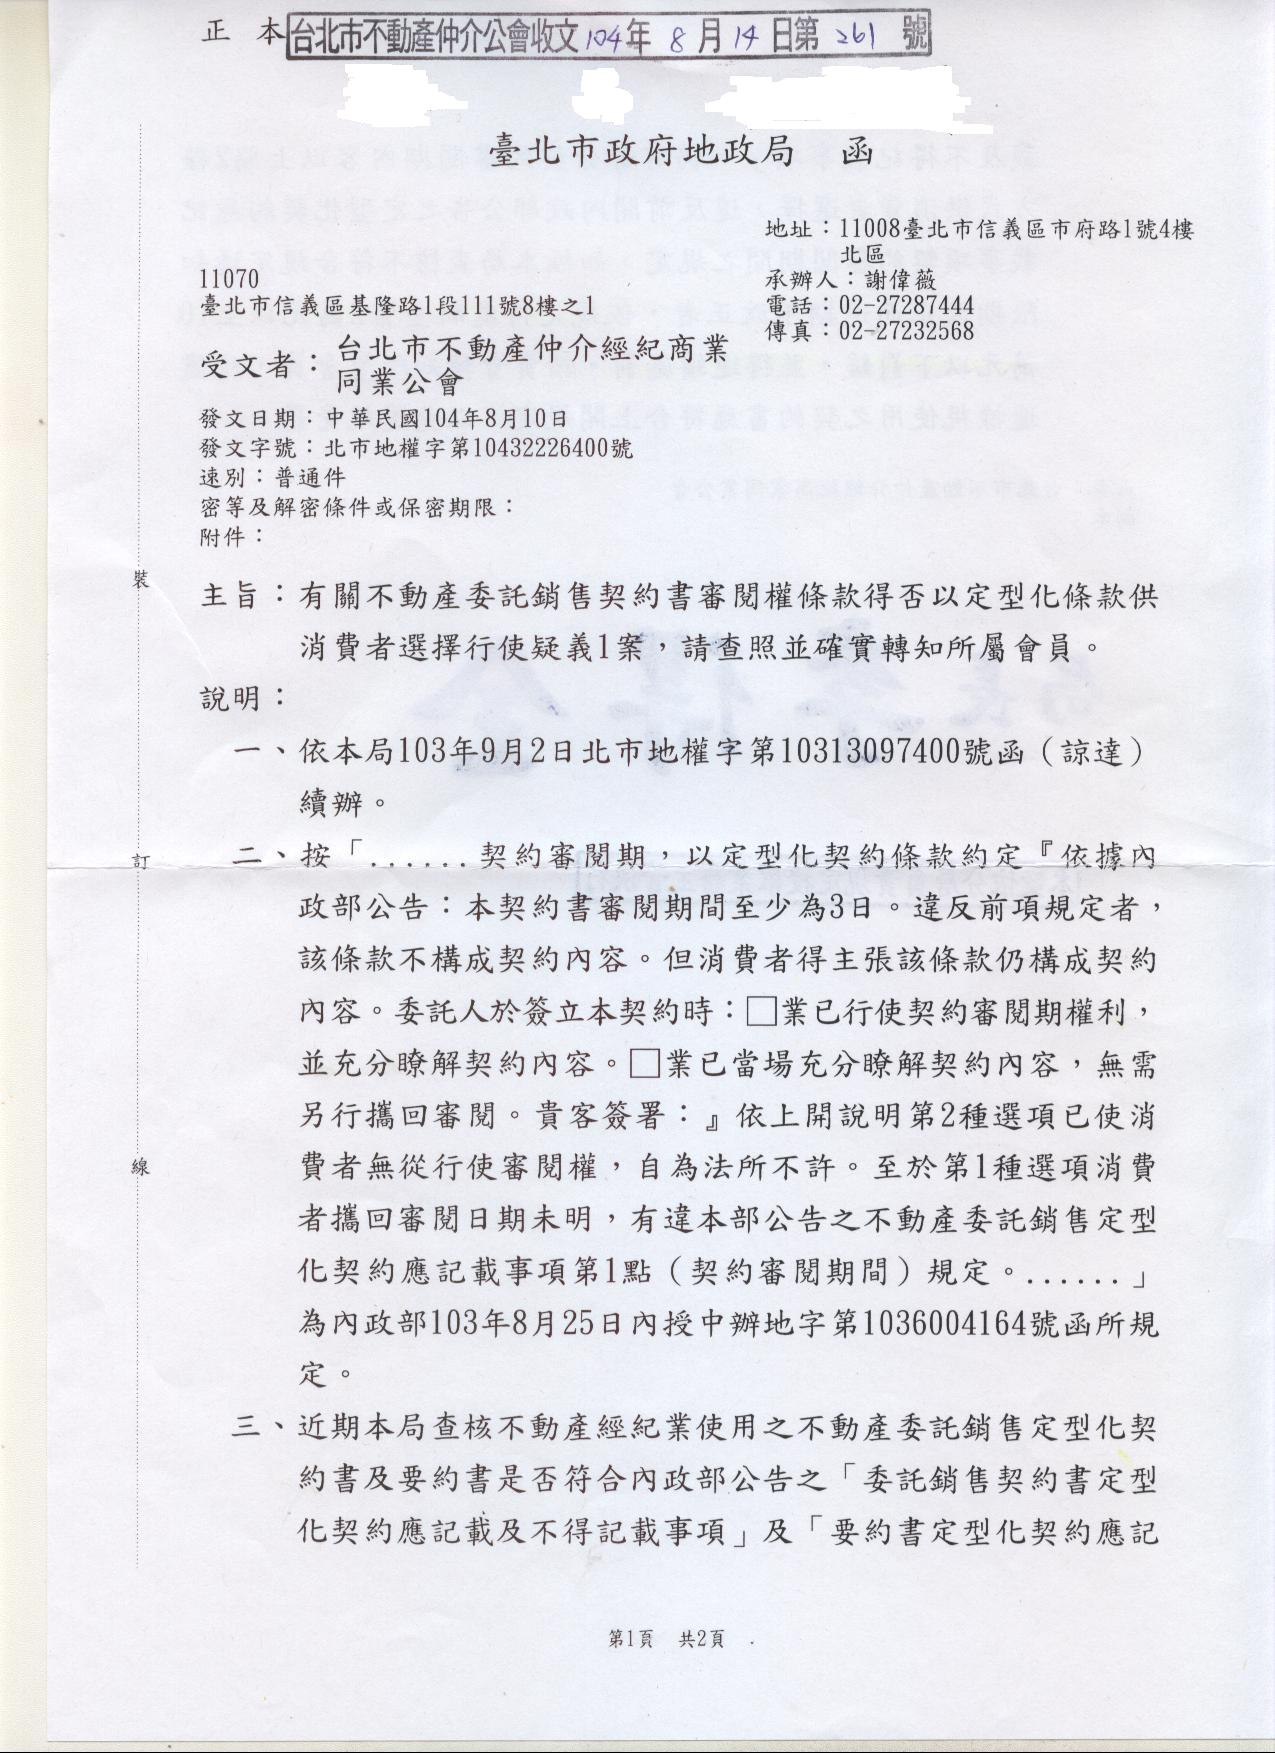 正本
台北市不動產仲介公會收文104年8月14日第261號
臺北市政府地政局 函
地址：11008臺北市信義區市府路1號4樓
北區
承辦人：謝偉薇
電話：02-27287444
傳真：02-27232568
11070
臺北市信義區基隆路1段111號8樓之1
受文者：台北市不動產仲介經紀商業
同業公會
發文日期：中華民國104年8月10日
發文字號：北市地權字第10432226400號
速別：普通件
密等及解密條件或保密期限：
附件：
主旨：有關不動產委託銷售契約書審閱權條款得否以定型化條款供
消費者選擇行使疑義1案，請查照並確實轉知所屬會員。
說明：
一、依本局103年9月2日北市地權字第10313097400號函（諒達）
續辦。
二、按「......契約審閱期，以定型化契約條款約定『依據內
政部公告：本契約書審閱期間至少為3日。違反前項規定者，
該條款不構成契約內容。但消費者得主張該條款仍構成契約
內容。委託人於簽立本契約時：□業已行使契約審閱期權利，
並充分瞭解契約內容。□業已當場充分瞭解契約內容，無需
另行攜回審閱。貴客簽署：』依上開說明第2種選項已使消
費者無從行使審閱權，自為法所不許。至於第1種選項消費
者攜回審閱日期未明，有違本部公告之不動產委託銷售定型
化契約應記載事項第1點（契約審閱期間）規定。......」
為內政部103年8月25日內授中辦地字第1036004164號函所規
定。
三、近期本局查核不動產經紀業使用之不動產委託銷售定型化契
約書及要約書是否符合內政部公告之「委託銷售契約書定型
化契約應記載及不得記載事項」及「要約書定型化契約應記
裝
訂
線
第1頁 共2頁